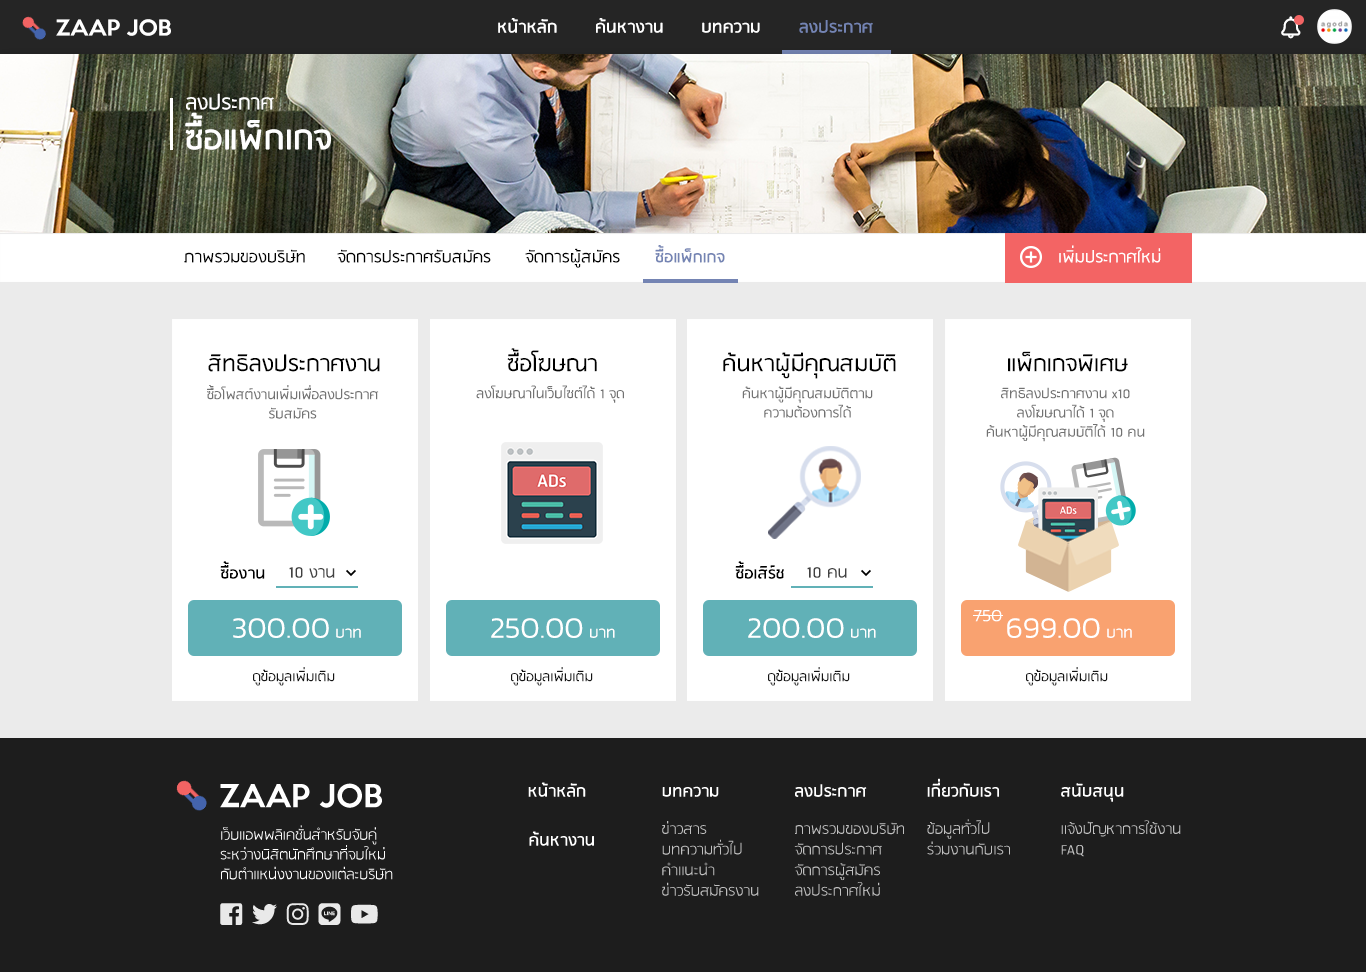 ZAAP JOB
หน้าหลัก
ค้นหางาน
บทความ
ลงประกาศ
agoda
ลงประกาศ
ซื้อแพ็กเกจ
ภาพรวมของบริษัท
จัดการประกาศรับสมัคร
จัดการผู้สมัคร
ซื้อแพ็กเกจ
เพิ่มประกาศใหม่
สิทธิลงประกาศงาน
ซื้อโพสต์งานเพิ่มเพื่อลงประกาศ
รับสมัคร
ซื้องาน
10 งาน
300.00 บาท
ดูข้อมูลเพิ่มเติม
ซื้อโฆษณา
ลงโฆษณาในเว็บไซต์ได้ 1 จุด
ADs
250.00 บาท
ดูข้อมูลเพิ่มเติม
ค้นหาผู้มีคุณสมบัติ
ค้นหาผู้มีคุณสมบัติตาม
ความต้องการได้
ซื้อเสิร์ช
10 คน
200.00 บาท
ดูข้อมูลเพิ่มเติม
แพ็กเกจพิเศษ
สิทธิลงประกาศงาน x10
ลงโฆษณาได้ 1 จุด
ค้นหาผู้มีคุณสมบัติได้ 10 คน
ADs
750
699.00 บาท
ดูข้อมูลเพิ่มเติม
ZAAP JOB
เว็บแอพพลิเคชั่นสำหรับจับคู่
ระหว่างนิสิตนักศึกษาที่จบใหม่
กับตำแหน่งงานของแต่ละบริษัท
LINE
หน้าหลัก
ค้นหางาน
บทความ
ข่าวสาร
บทความทั่วไป
คำแนะนำ
ข่าวรับสมัครงาน
ลงประกาศ
ภาพรวมของบริษัท
จัดการประกาศ
จัดการผู้สมัคร
ลงประกาศใหม่
เกี่ยวกับเรา
ข้อมูลทั่วไป
ร่วมงานกับเรา
สนับสนุน
แจ้งปัญหาการใช้งาน
FAQ